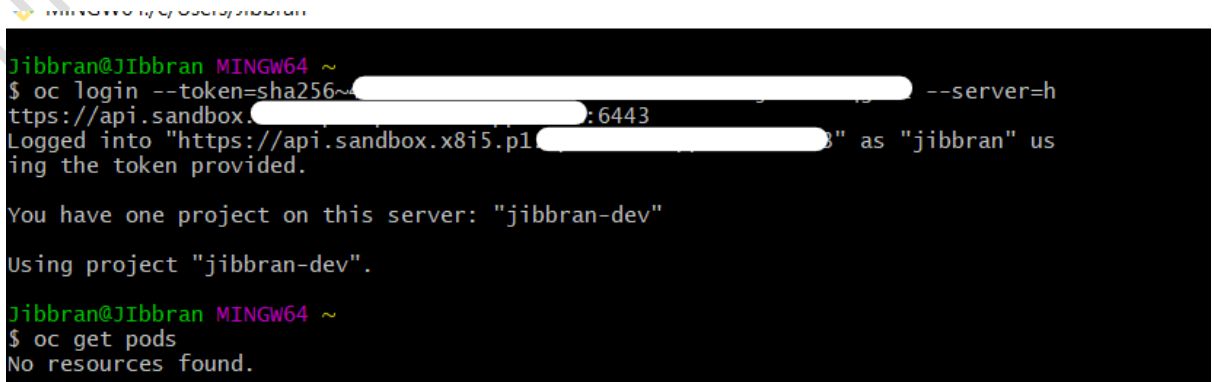 Jibbran@JIbbran MINGW64 ~
$ oc login --token=sha256~ --server=h
ttps://api.sandbox. :6443
Logged into "https://api.sandbox.x8i5.p1. " as "jibbran" us
ing the token provided.
You have one project on this server: "jibbran-dev"
Using project "jibbran-dev".
Jibbran@JIbbran MINGW64 ~
$ oc get pods
No resources found.